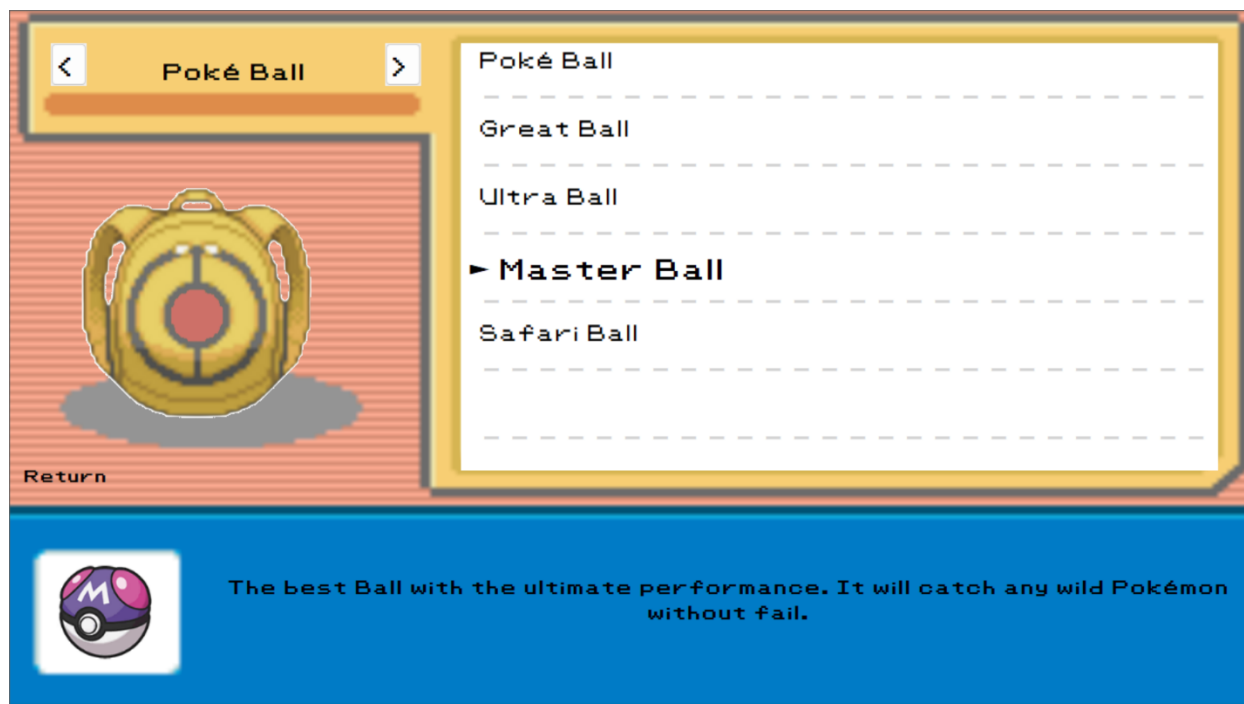 < Poké Ball >
Poké Ball
Great Ball
Ultra Ball
► Master Ball
Safari Ball
Return
M
The best Ball with the ultimate performance. It will catch any wild Pokémon
without fail.